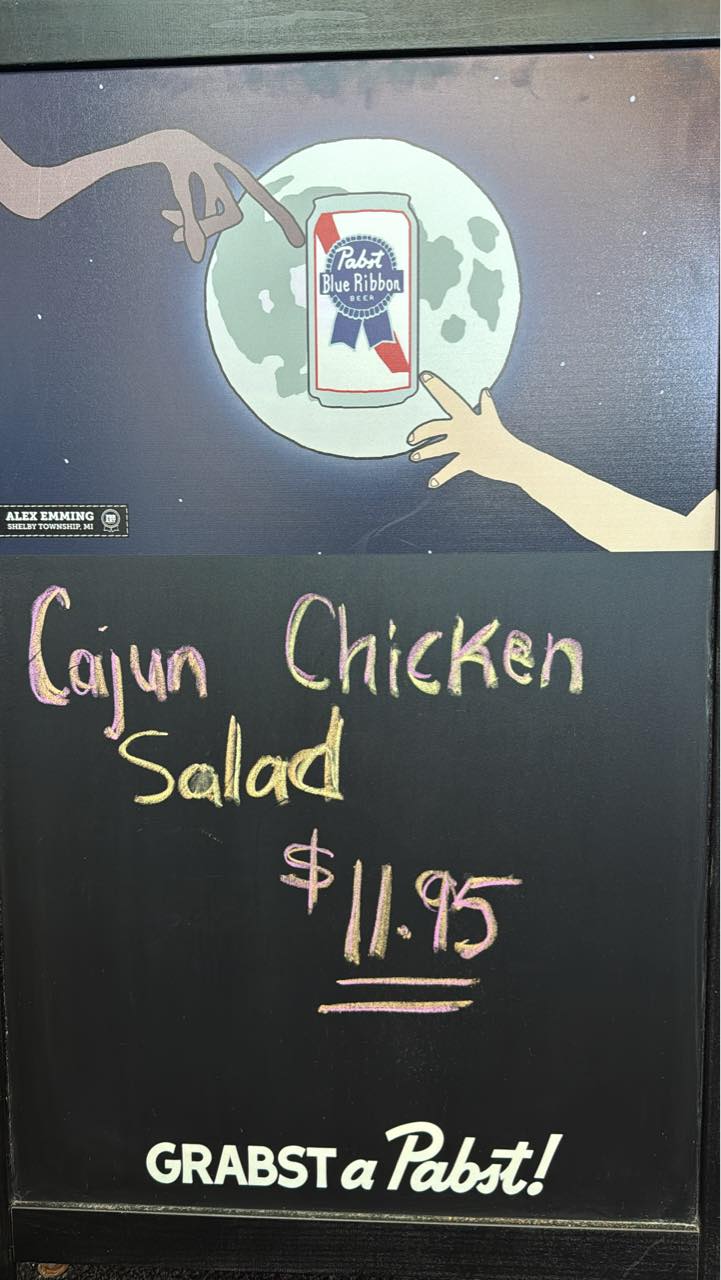 Pabst
Blue Ribbon
BEER
ALEX EMMING
SHELBY TOWNSHIP, MI
Cajun Chicken
Salad
$11.95
GRABST a Pabst!